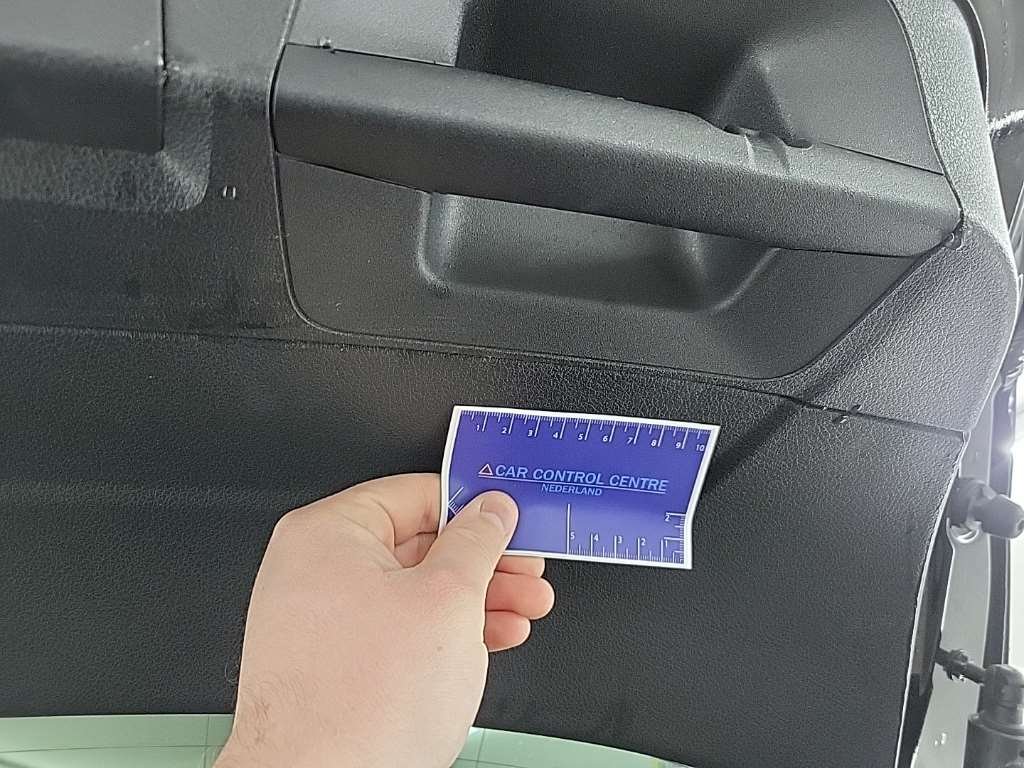 1 2 3 4 5 6 7 8 9 10
CAR CONTROL CENTRE
NEDERLAND
2
5 4 3 2 1